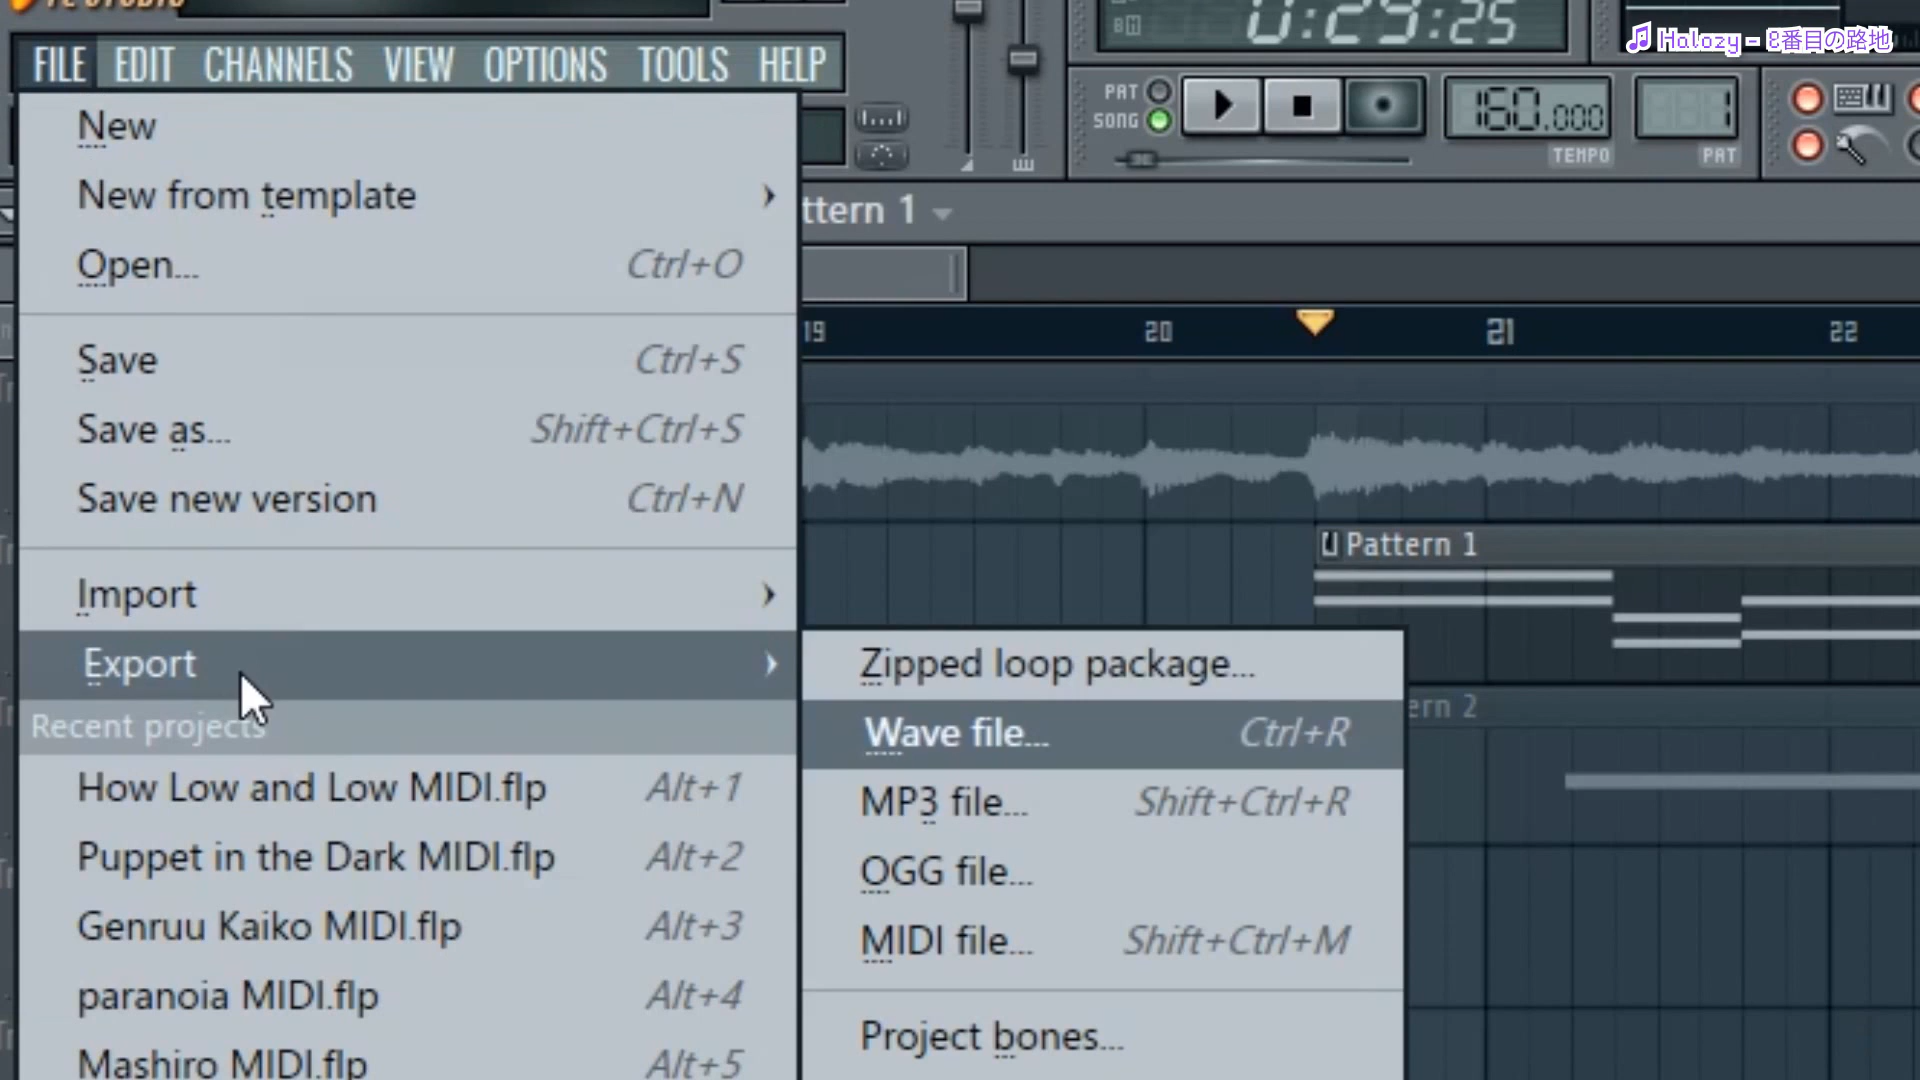 FL STUDIO
FILE EDIT CHANNELS VIEW OPTIONS TOOLS HELP
0:29:25
♫ Halozy - 8番目の路地
PAT
SONG
160.000
TEMPO
1
PAT
New
New from template
Open... Ctrl+O
Save Ctrl+S
Save as... Shift+Ctrl+S
Save new version Ctrl+N
Import
Export
Recent projects
How Low and Low MIDI.flp Alt+1
Puppet in the Dark MIDI.flp Alt+2
Genruu Kaiko MIDI.flp Alt+3
paranoia MIDI.flp Alt+4
Mashiro MIDI.flp Alt+5
ttern 1
19 20 21 22
Pattern 1
ern 2
Zipped loop package...
Wave file... Ctrl+R
MP3 file... Shift+Ctrl+R
OGG file...
MIDI file... Shift+Ctrl+M
Project bones...